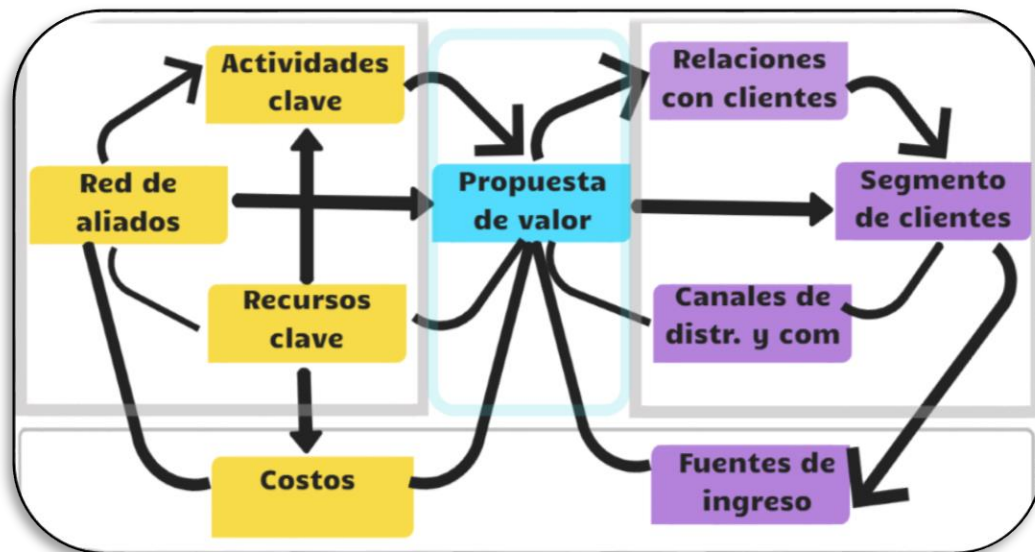 Actividades
clave
Relaciones
con clientes
Red de
aliados
Propuesta
de valor
Segmento
de clientes
Recursos
clave
Canales de
distr. y com
Costos
Fuentes de
ingreso